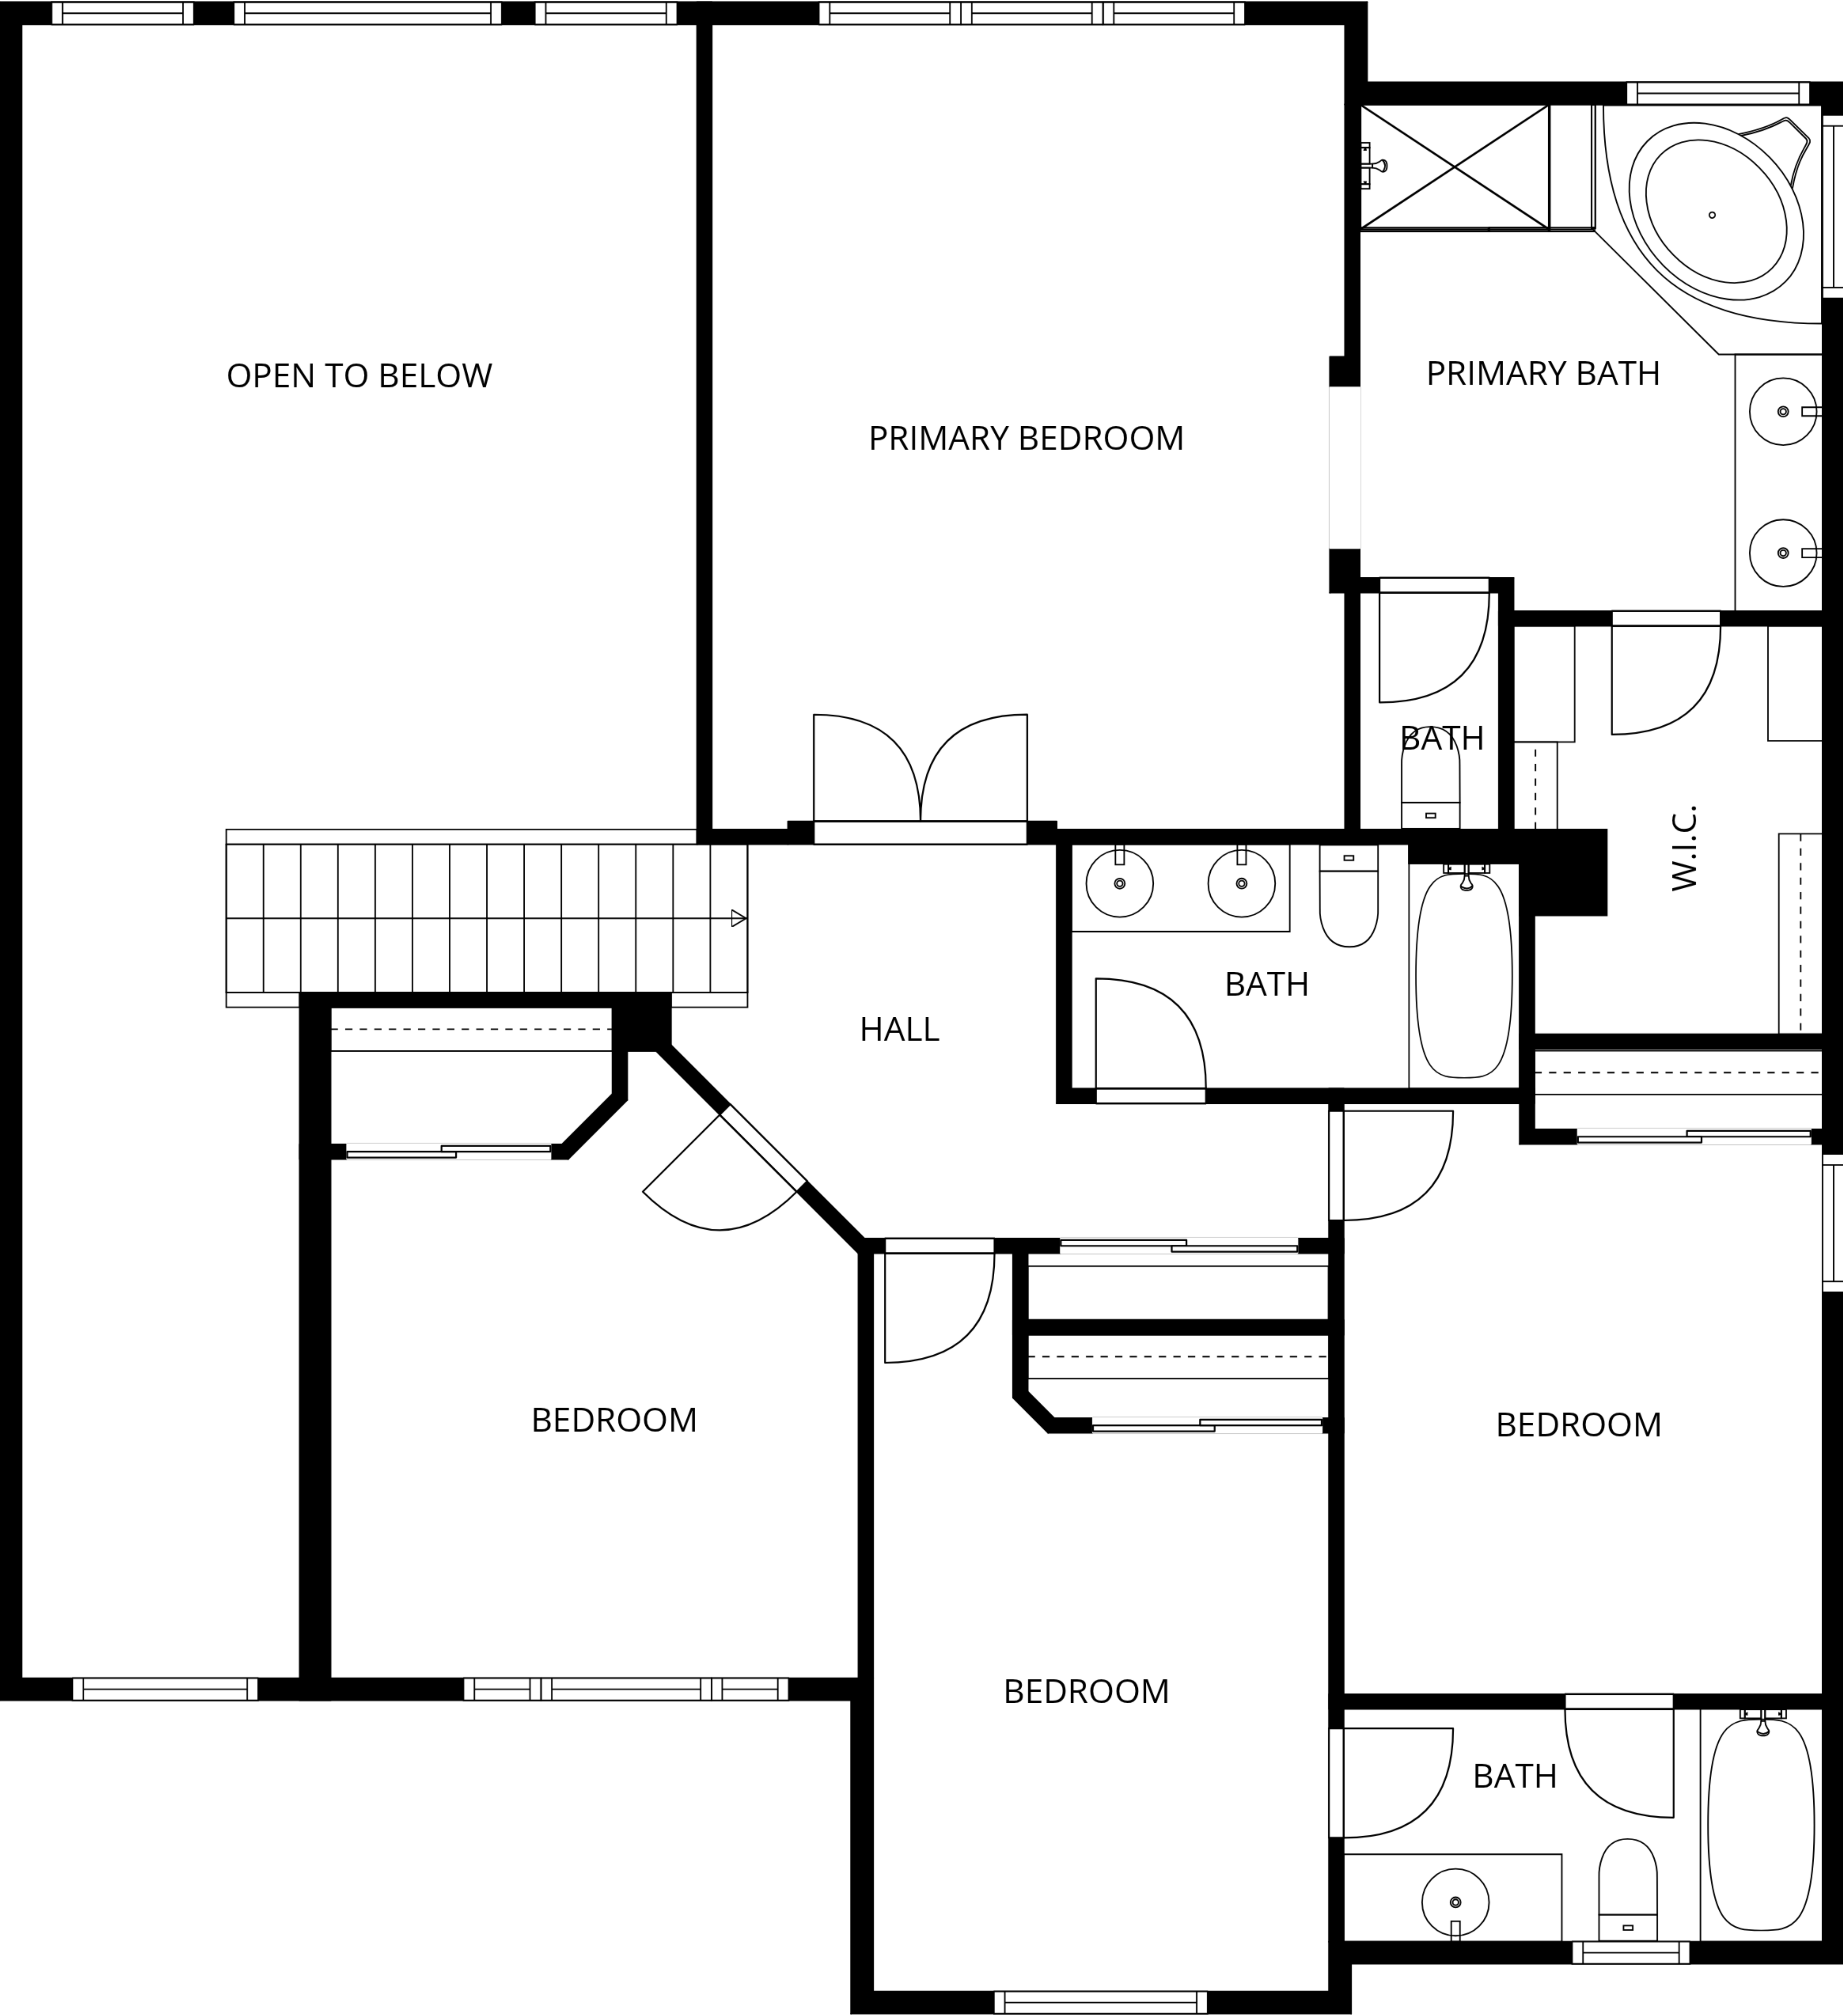 OPEN TO BELOW
PRIMARY BEDROOM
PRIMARY BATH
BATH
W.I.C.
BATH
HALL
BEDROOM
BEDROOM
BEDROOM
BATH